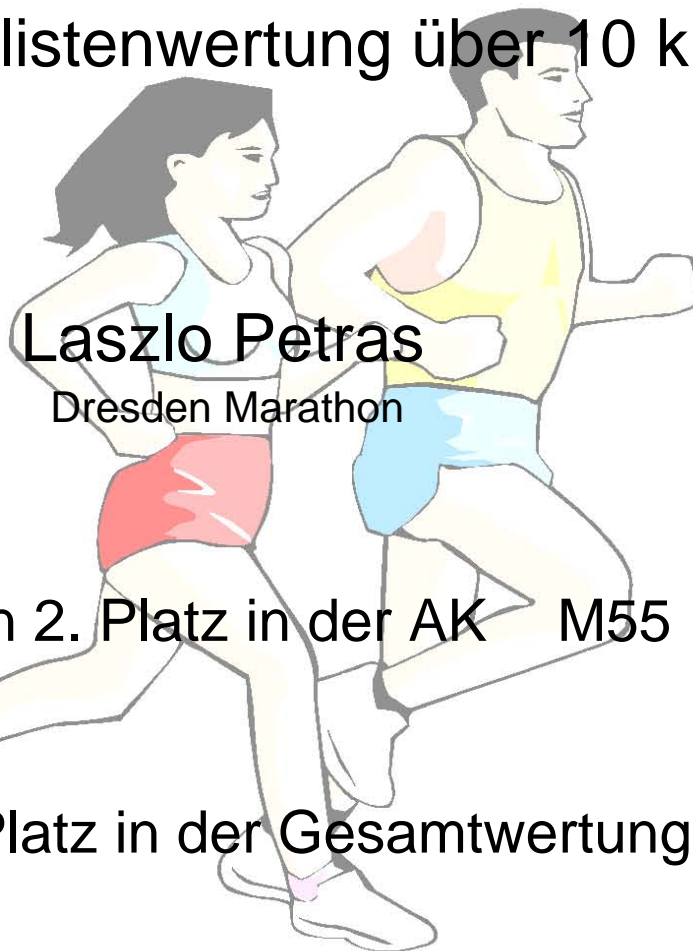 listenwertung über 10 k
Laszlo Petras
Dresden Marathon
n 2. Platz in der AK M55
Platz in der Gesamtwertung